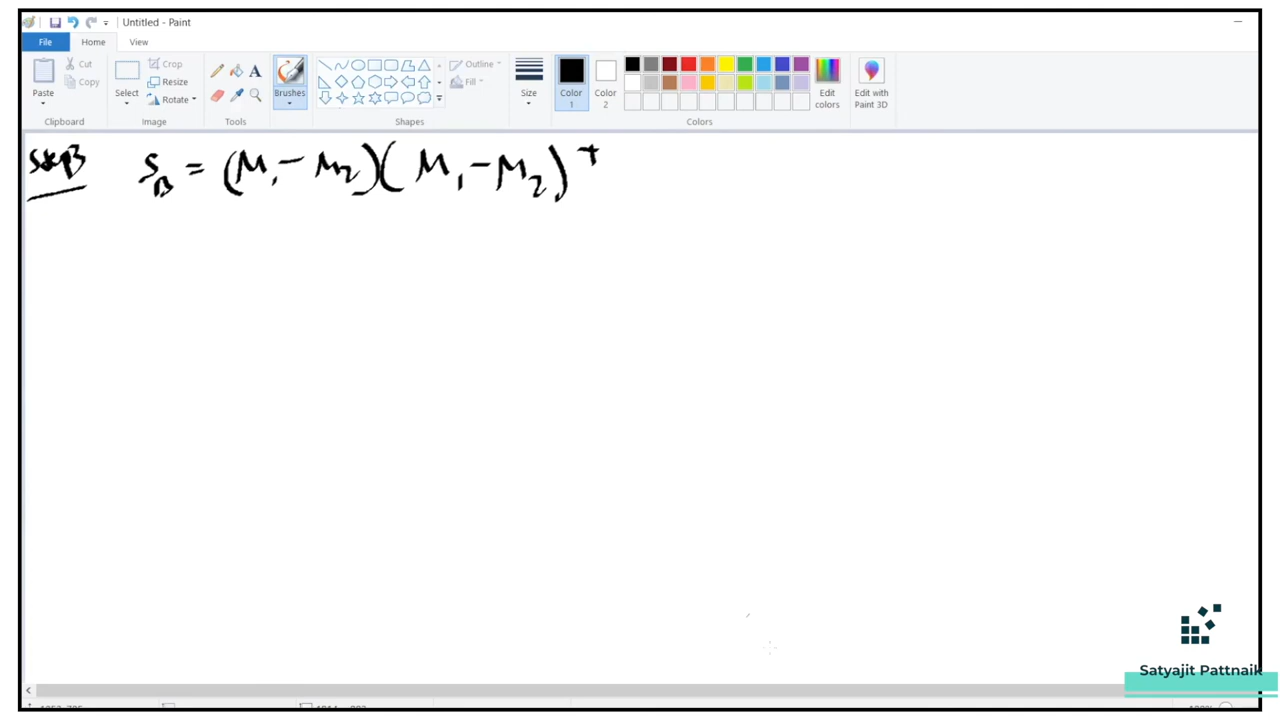 Untitled - Paint
File Home View
Cut
Copy
Paste
Crop
Resize
Rotate
Select
Brushes
Outline
Fill
Size
Color 1
Color 2
Edit colors
Edit with Paint 3D
Clipboard Image Tools Shapes Colors
Step3 S_B = (M₁ - M₂)(M₁ - M₂)ᵀ
Satyajit Pattnaik